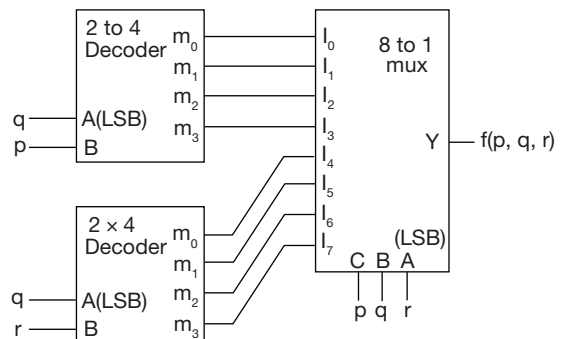 2 to 4
Decoder
m₀
m₁
m₂
m₃
q
A(LSB)
p
B
I₀
I₁
I₂
I₃
I₄
I₅
I₆
I₇
8 to 1
mux
Y
f(p, q, r)
(LSB)
C B A
p q r
2 × 4
Decoder
m₀
m₁
m₂
m₃
q
A(LSB)
r
B